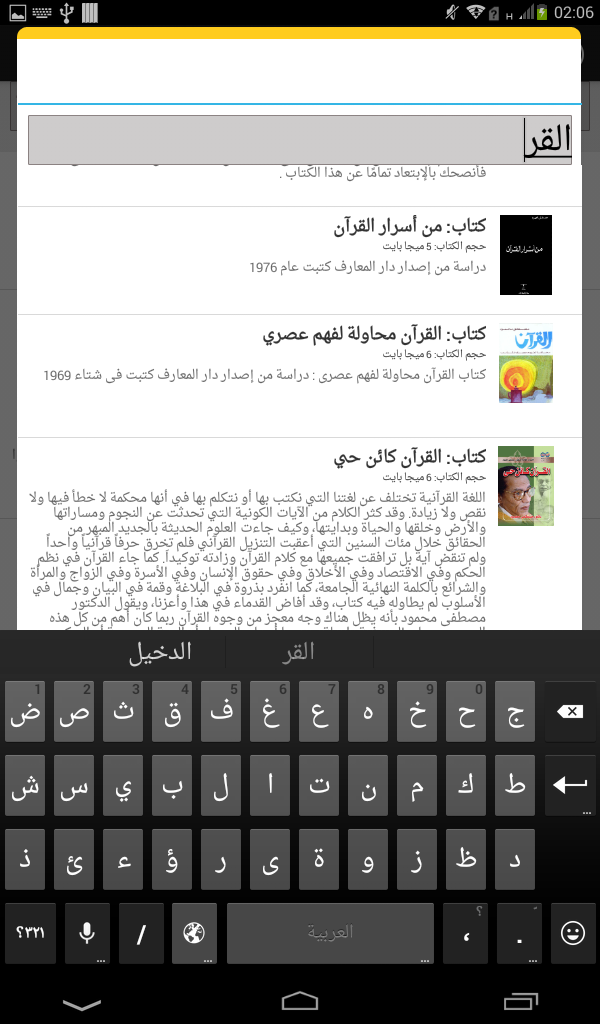 02:06
H
القر
فأنصحك بالإبتعاد تمامًا عن هذا الكتاب .
كتاب: من أسرار القرآن
حجم الكتاب: 5 ميجا بايت
دراسة من إصدار دار المعارف كتبت عام 1976
من أسرار القرآن
كتاب: القرآن محاولة لفهم عصري
حجم الكتاب: 6 ميجا بايت
كتاب القرآن محاولة لفهم عصرى : دراسة من إصدار دار المعارف كتبت فى شتاء 1969
القرآن
كتاب: القرآن كائن حي
حجم الكتاب: 6 ميجا بايت
اللغة القرآنية تختلف عن لغتنا التي نكتب بها أو نتكلم بها في أنها محكمة لا خطأ فيها ولا
نقص ولا زيادة. وقد كثر الكلام من الآيات الكونية التي تحدثت عن النجوم ومساراتها
والأرض وخلقها والحياة وبدايتها، وكيف جاءت العلوم الحديثة بالجديد المبهر من
الحقائق خلال مئات السنين التي أعقبت التنزيل القرآني فلم تخرق حرفاً قرآنياً واحداً
ولم تنقض آية بل ترافقت جميعها مع كلام القرآن وزادته توكيداً. كما جاء القرآن في نظم
الحكم وفي الاقتصاد وفي الأخلاق وفي حقوق الإنسان وفي الأسرة وفي الزواج والمرأة
والشرائع بالكلمة النهائية الجامعة، كما انفرد بذروة في البلاغة وقمة في البيان وجمال في
الأسلوب لم يطاوله فيه كتاب، وقد أفاض القدماء في هذا وأعزنا، ويقول الدكتور
مصطفى محمود بأنه يظل هناك وجه معجز من وجوه القرآن ربما كان أهم من كل هذه
القرآن كائن حي
القر
الدخيل
ض 1 ص 2 ث 3 ق 4 ف 5 غ 6 ع 7 ه 8 خ 9 ح 0 ج
ش س ي ب ل ا ت ن م ك ط
ذ ئ ء ؤ ر ى ة و ز ظ د
؟٣٢١ / العربية ، ؟ .